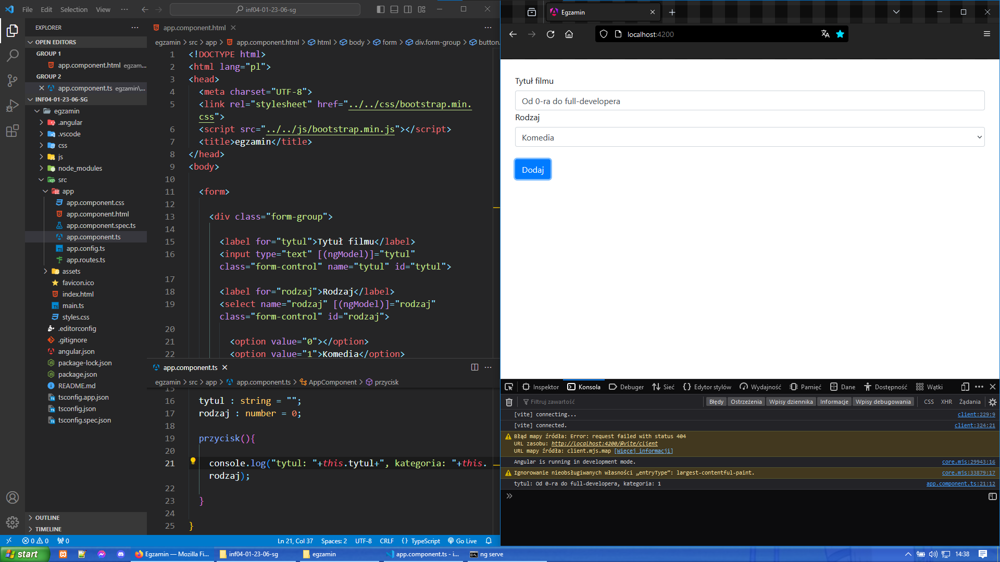 File Edit Selection View ··· inf04-01-23-06-sg
EXPLORER
OPEN EDITORS
GROUP 1
app.component.html egzam...
GROUP 2
app.component.ts egzamin\...
INF04-01-23-06-SG
egzamin
.angular
.vscode
css
js
node_modules
src
app
app.component.css
app.component.html
app.component.spec.ts
app.component.ts
app.config.ts
app.routes.ts
assets
favicon.ico
index.html
main.ts
styles.css
.editorconfig
.gitignore
angular.json
package-lock.json
package.json
README.md
tsconfig.app.json
tsconfig.json
tsconfig.spec.json
OUTLINE
TIMELINE
app.component.html
egzamin > src > app > app.component.html > html > body > form > div.form-group > button.
1 <!DOCTYPE html>
2 <html lang="pl">
3 <head>
4 <meta charset="UTF-8">
5 <link rel="stylesheet" href="../../css/bootstrap.min.
css">
6 <script src="../../js/bootstrap.min.js"></script>
7 <title>egzamin</title>
8 </head>
9 <body>
10
11 <form>
12
13 <div class="form-group">
14
15 <label for="tytul">Tytuł filmu</label>
16 <input type="text" [(ngModel)]="tytul"
class="form-control" name="tytul" id="tytul">
17
18 <label for="rodzaj">Rodzaj</label>
19 <select name="rodzaj" [(ngModel)]="rodzaj"
class="form-control" id="rodzaj">
20
21 <option value="0"></option>
22 <option value="1">Komedia</option>
app.component.ts
egzamin > src > app > app.component.ts > AppComponent > przycisk
15
16 tytul : string = "";
17 rodzaj : number = 0;
18
19 przycisk(){
20
21 console.log("tytul: "+this.tytul+", kategoria: "+this.
rodzaj);
22
23 }
24
25 }
0 0 0 Ln 21, Col 37 Spaces: 2 UTF-8 CRLF {} TypeScript Go Live
Egzamin
localhost:4200
Tytuł filmu
Od 0-ra do full-developera
Rodzaj
Komedia
Dodaj
Inspektor Konsola Debuger Sieć Edytor stylów Wydajność Pamięć Dane Dostępność Wątki
Filtruj zawartość Błędy Ostrzeżenia Wpisy dziennika Informacje Wpisy debugowania CSS XHR Żądania
[vite] connecting... client:229:9
[vite] connected. client:324:21
Błąd mapy źródła: Error: request failed with status 404
URL zasobu: http://localhost:4200/@vite/client
URL mapy źródła: client.mjs.map [Więcej informacji]
Angular is running in development mode. core.mjs:29943:16
Ignorowanie nieobsługiwanych własności „entryType”: largest-contentful-paint. core.mjs:33879:17
tytul: Od 0-ra do full-developera, kategoria: 1 app.component.ts:21:12
start Egzamin — Mozilla Fi... inf04-01-23-06-sg egzamin app.component.ts - i... ng serve 14:38